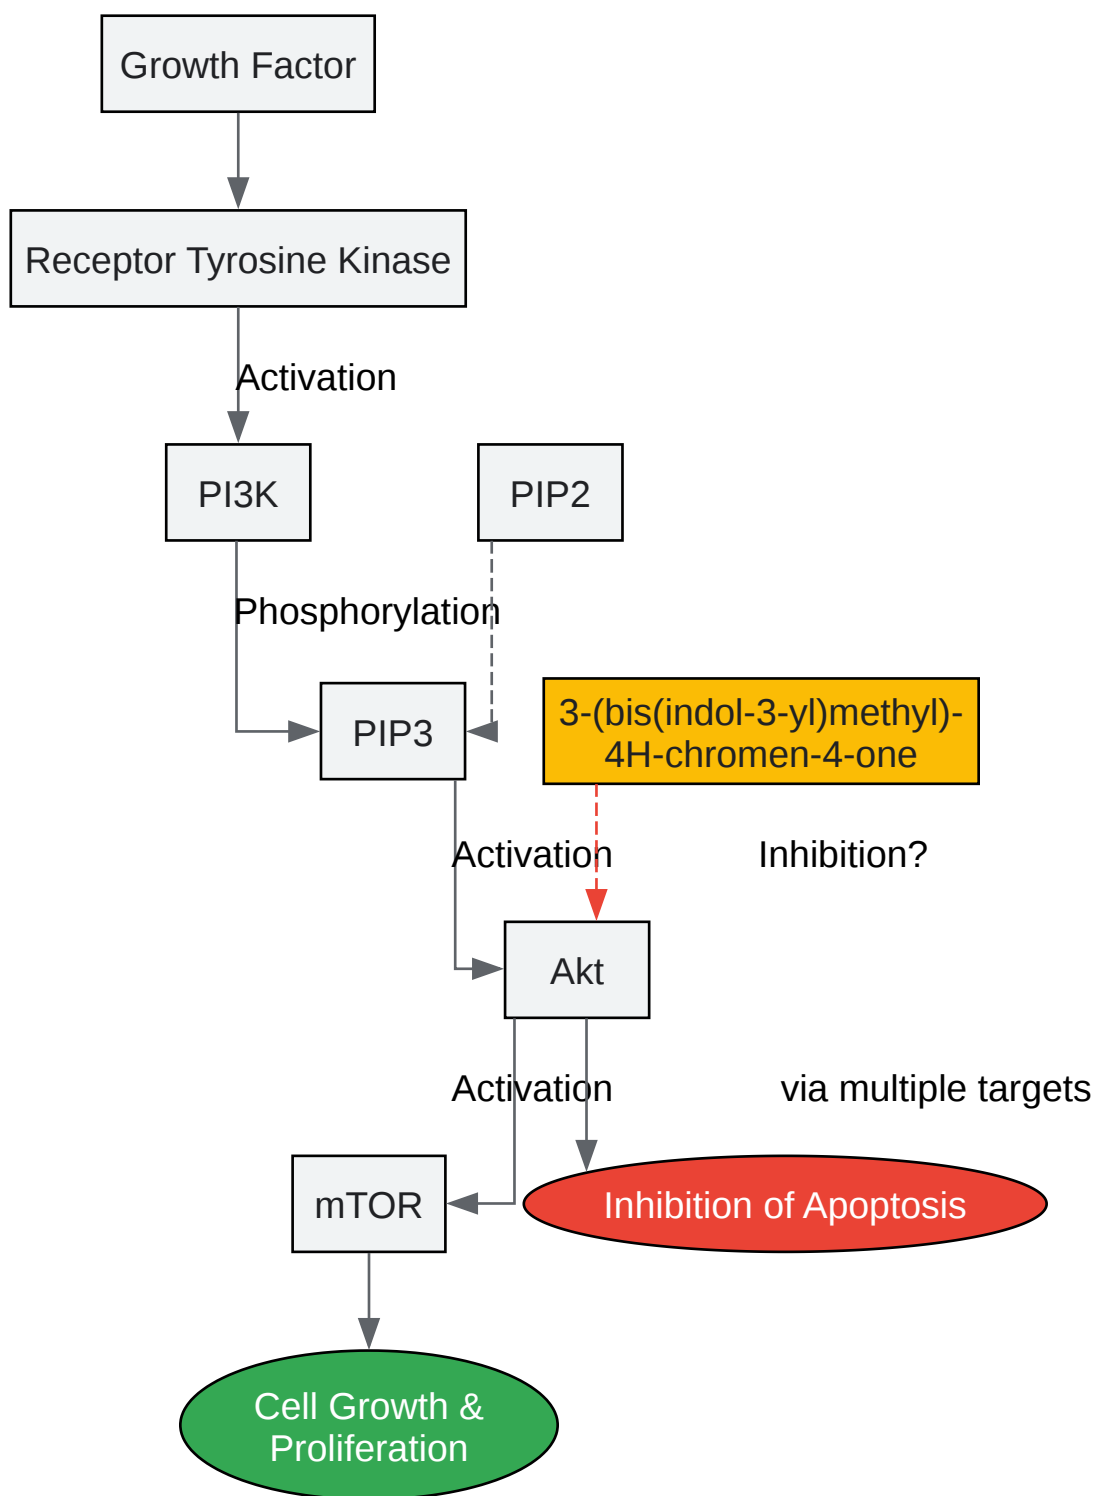 Growth Factor
Receptor Tyrosine Kinase
Activation
PI3K
PIP2
Phosphorylation
PIP3
3-(bis(indol-3-yl)methyl)-
4H-chromen-4-one
Activation
Inhibition?
Akt
Activation
via multiple targets
mTOR
Inhibition of Apoptosis
Cell Growth &
Proliferation